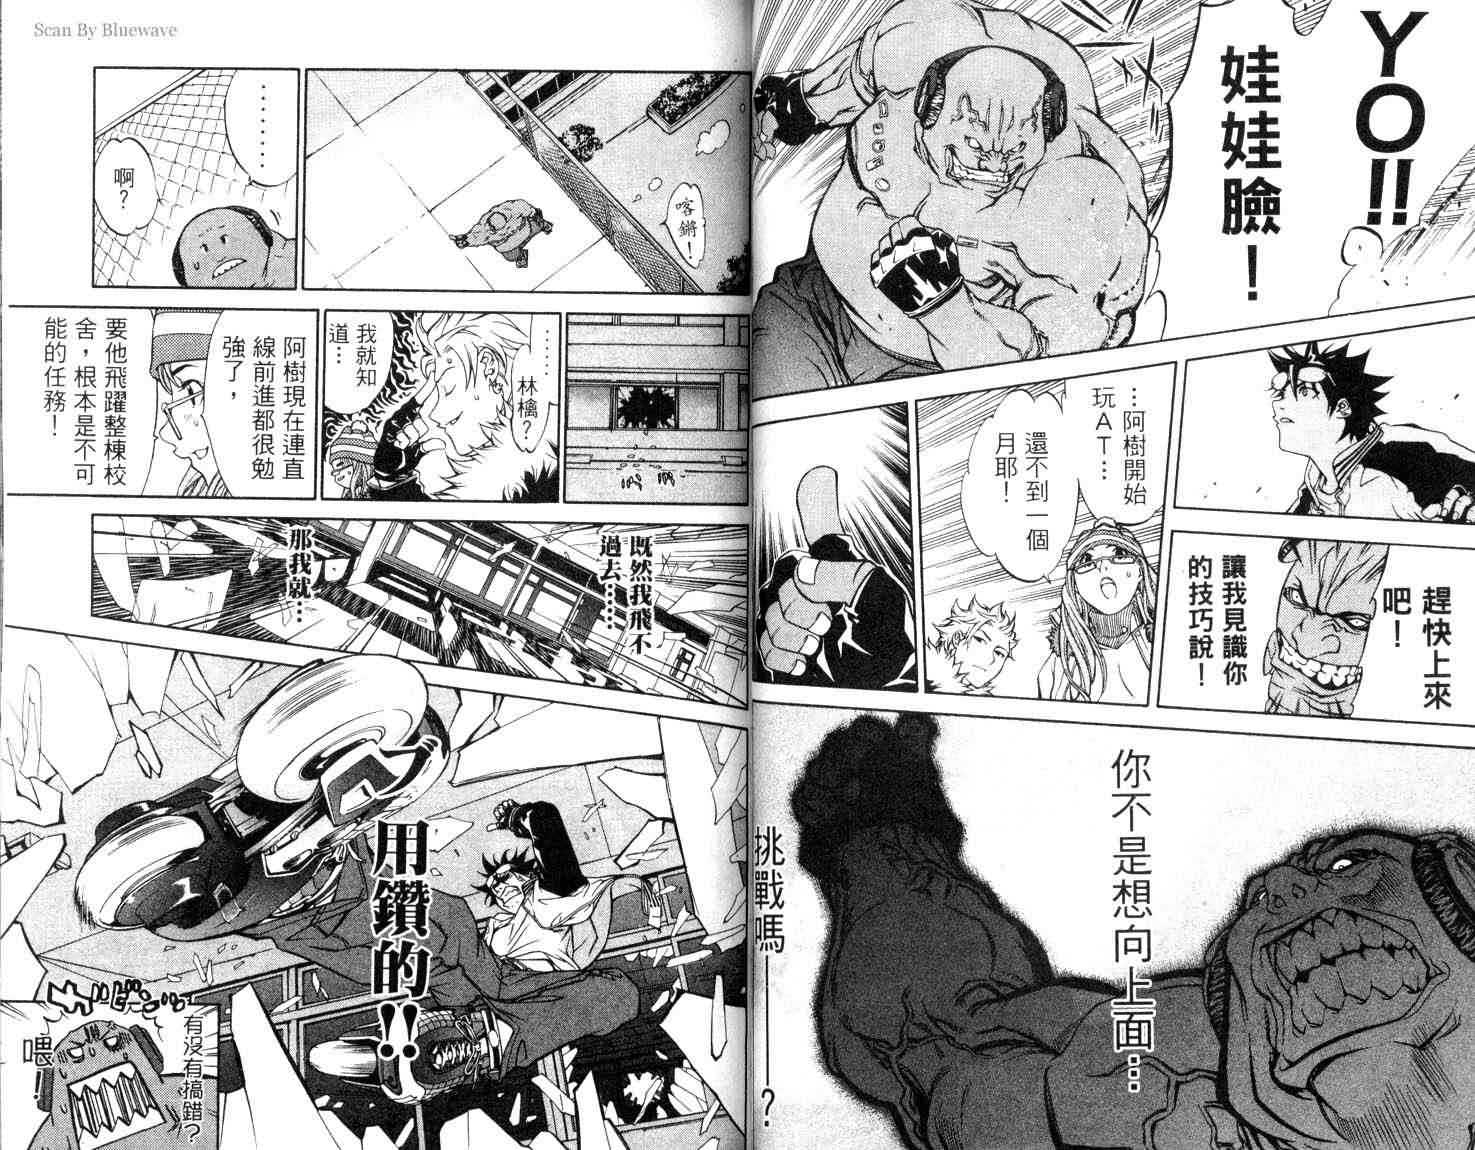 Scan By Bluewave
YO!!
娃娃臉!
…阿樹開始
玩AT…
還不到一個
月耶!
趕快上來
吧!
讓我見識你
的技巧說!
你不是想向上面…
挑戰嗎——?
喀鏘!
………
啊?
……
林檎?
我就知
道…
阿樹現在連直
線前進都很勉
強了,
要他飛躍整棟校
舍,根本是不可
能的任務!
既然我飛不
過去……
那我就…
用鑽的!!
有沒有搞錯?
喂!